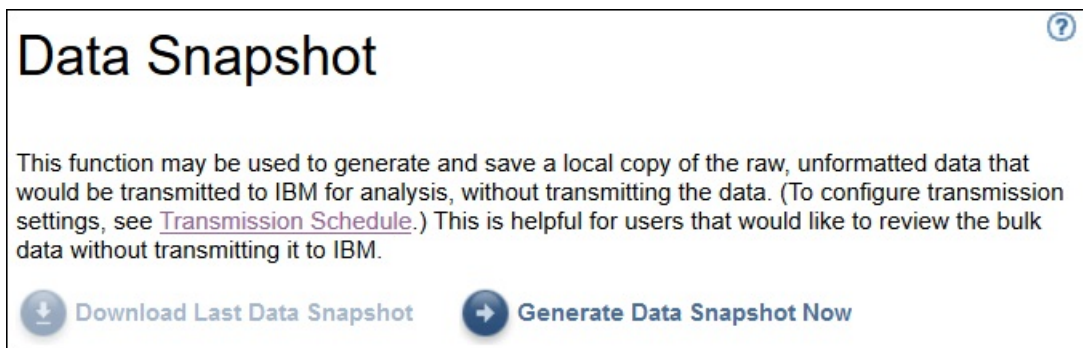 ?
Data Snapshot
This function may be used to generate and save a local copy of the raw, unformatted data that
would be transmitted to IBM for analysis, without transmitting the data. (To configure transmission
settings, see Transmission Schedule.) This is helpful for users that would like to review the bulk
data without transmitting it to IBM.
Download Last Data Snapshot
Generate Data Snapshot Now